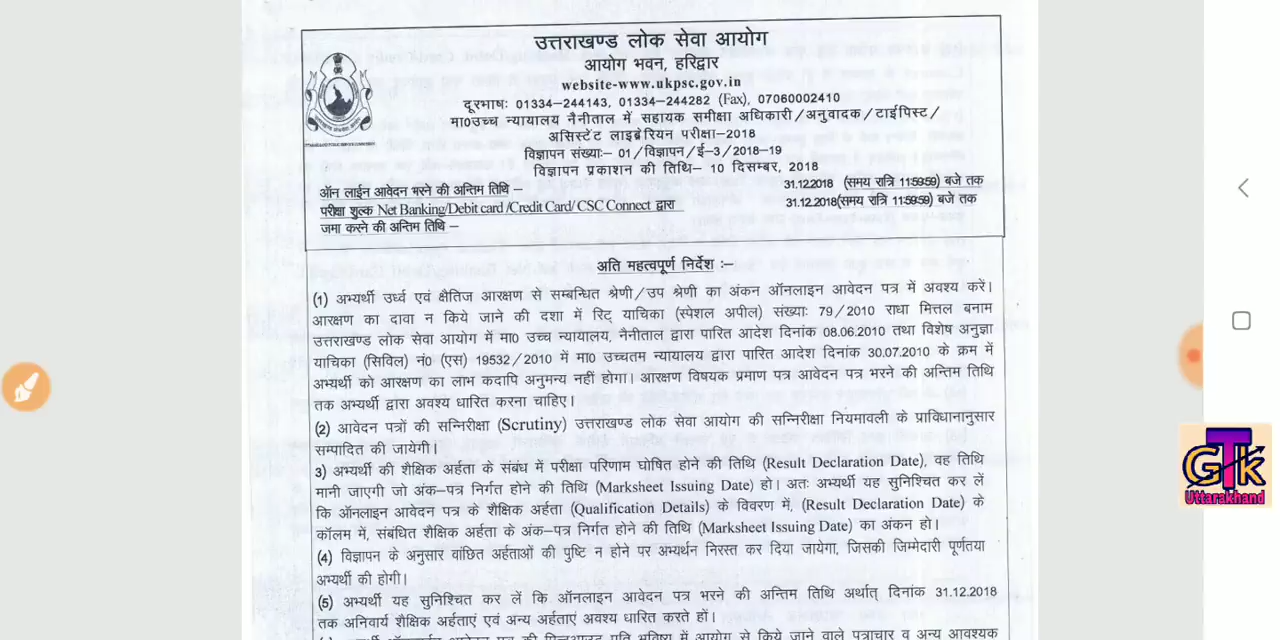 उत्तराखण्ड लोक सेवा आयोग
आयोग भवन, हरिद्वार
website-www.ukpsc.gov.in
दूरभाषः 01334-244143, 01334-244282 (Fax), 07060002410
मा0उच्च न्यायालय नैनीताल में सहायक समीक्षा अधिकारी/अनुवादक/टाईपिस्ट/
असिस्टेंट लाइब्रेरियन परीक्षा-2018
विज्ञापन संख्याः- 01/विज्ञापन/ई-3/2018-19
विज्ञापन प्रकाशन की तिथि- 10 दिसम्बर, 2018
ऑन लाईन आवेदन भरने की अन्तिम तिथि – 31.12.2018 (समय रात्रि 11:59:59) बजे तक
परीक्षा शुल्क Net Banking/Debit card /Credit Card/ CSC Connect द्वारा 31.12.2018(समय रात्रि 11:59:59) बजे तक
जमा करने की अन्तिम तिथि –
अति महत्वपूर्ण निर्देश :–
(1) अभ्यर्थी उर्ध्व एवं क्षैतिज आरक्षण से सम्बन्धित श्रेणी/उप श्रेणी का अंकन ऑनलाइन आवेदन पत्र में अवश्य करें।
आरक्षण का दावा न किये जाने की दशा में रिट् याचिका (स्पेशल अपील) संख्याः 79/2010 राधा मित्तल बनाम
उत्तराखण्ड लोक सेवा आयोग में मा0 उच्च न्यायालय, नैनीताल द्वारा पारित आदेश दिनांक 08.06.2010 तथा विशेष अनुज्ञा
याचिका (सिविल) नं0 (एस) 19532/2010 में मा0 उच्चतम न्यायालय द्वारा पारित आदेश दिनांक 30.07.2010 के क्रम में
अभ्यर्थी को आरक्षण का लाभ कदापि अनुमन्य नहीं होगा। आरक्षण विषयक प्रमाण पत्र आवेदन पत्र भरने की अन्तिम तिथि
तक अभ्यर्थी द्वारा अवश्य धारित करना चाहिए।
(2) आवेदन पत्रों की सन्निरीक्षा (Scrutiny) उत्तराखण्ड लोक सेवा आयोग की सन्निरीक्षा नियमावली के प्राविधानानुसार
सम्पादित की जायेगी।
3) अभ्यर्थी की शैक्षिक अर्हता के संबंध में परीक्षा परिणाम घोषित होने की तिथि (Result Declaration Date), वह तिथि
मानी जाएगी जो अंक–पत्र निर्गत होने की तिथि (Marksheet Issuing Date) हो। अतः अभ्यर्थी यह सुनिश्चित कर लें
कि ऑनलाइन आवेदन पत्र के शैक्षिक अर्हता (Qualification Details) के विवरण में, (Result Declaration Date) के
कॉलम में, संबंधित शैक्षिक अर्हता के अंक–पत्र निर्गत होने की तिथि (Marksheet Issuing Date) का अंकन हो।
(4) विज्ञापन के अनुसार वांछित अर्हताओं की पुष्टि न होने पर अभ्यर्थन निरस्त कर दिया जायेगा, जिसकी जिम्मेदारी पूर्णतया
अभ्यर्थी की होगी।
(5) अभ्यर्थी यह सुनिश्चित कर लें कि ऑनलाइन आवेदन पत्र भरने की अन्तिम तिथि अर्थात् दिनांक 31.12.2018
तक अनिवार्य शैक्षिक अर्हताएं एवं अन्य अर्हताएं अवश्य धारित करते हों।
GTK
Uttarakhand